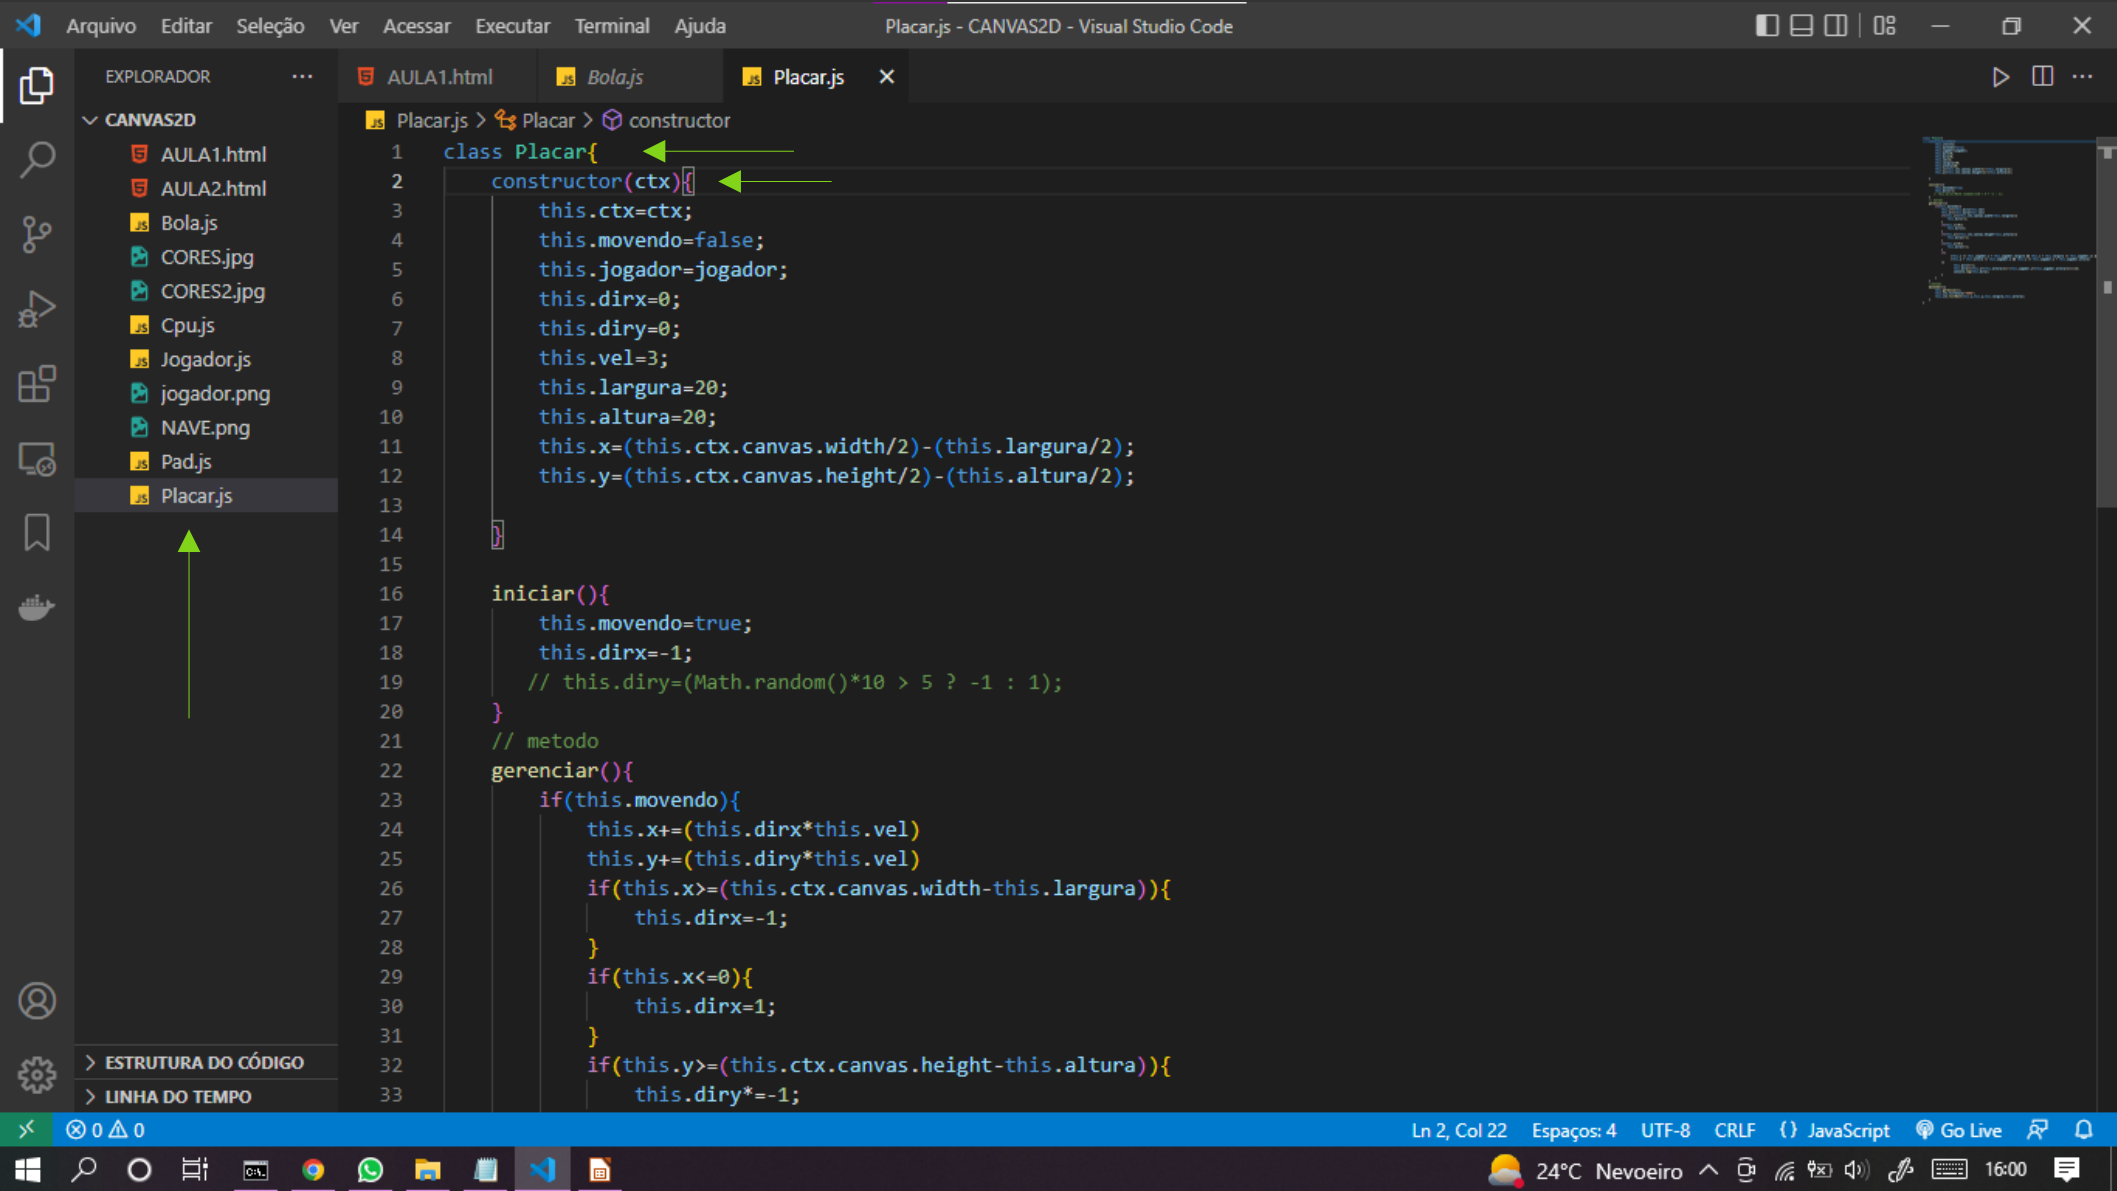 Arquivo Editar Seleção Ver Acessar Executar Terminal Ajuda
Placar.js - CANVAS2D - Visual Studio Code
EXPLORADOR
AULA1.html
Bola.js
Placar.js
CANVAS2D
AULA1.html
AULA2.html
Bola.js
CORES.jpg
CORES2.jpg
Cpu.js
Jogador.js
jogador.png
NAVE.png
Pad.js
Placar.js
ESTRUTURA DO CÓDIGO
LINHA DO TEMPO
Placar.js > Placar > constructor
1 class Placar{
2 constructor(ctx){
3 this.ctx=ctx;
4 this.movendo=false;
5 this.jogador=jogador;
6 this.dirx=0;
7 this.diry=0;
8 this.vel=3;
9 this.largura=20;
10 this.altura=20;
11 this.x=(this.ctx.canvas.width/2)-(this.largura/2);
12 this.y=(this.ctx.canvas.height/2)-(this.altura/2);
13
14 }
15
16 iniciar(){
17 this.movendo=true;
18 this.dirx=-1;
19 // this.diry=(Math.random()*10 > 5 ? -1 : 1);
20 }
21 // metodo
22 gerenciar(){
23 if(this.movendo){
24 this.x+=(this.dirx*this.vel)
25 this.y+=(this.diry*this.vel)
26 if(this.x>=(this.ctx.canvas.width-this.largura)){
27 this.dirx=-1;
28 }
29 if(this.x<=0){
30 this.dirx=1;
31 }
32 if(this.y>=(this.ctx.canvas.height-this.altura)){
33 this.diry*=-1;
0 0
Ln 2, Col 22 Espaços: 4 UTF-8 CRLF {} JavaScript Go Live
24°C Nevoeiro 16:00